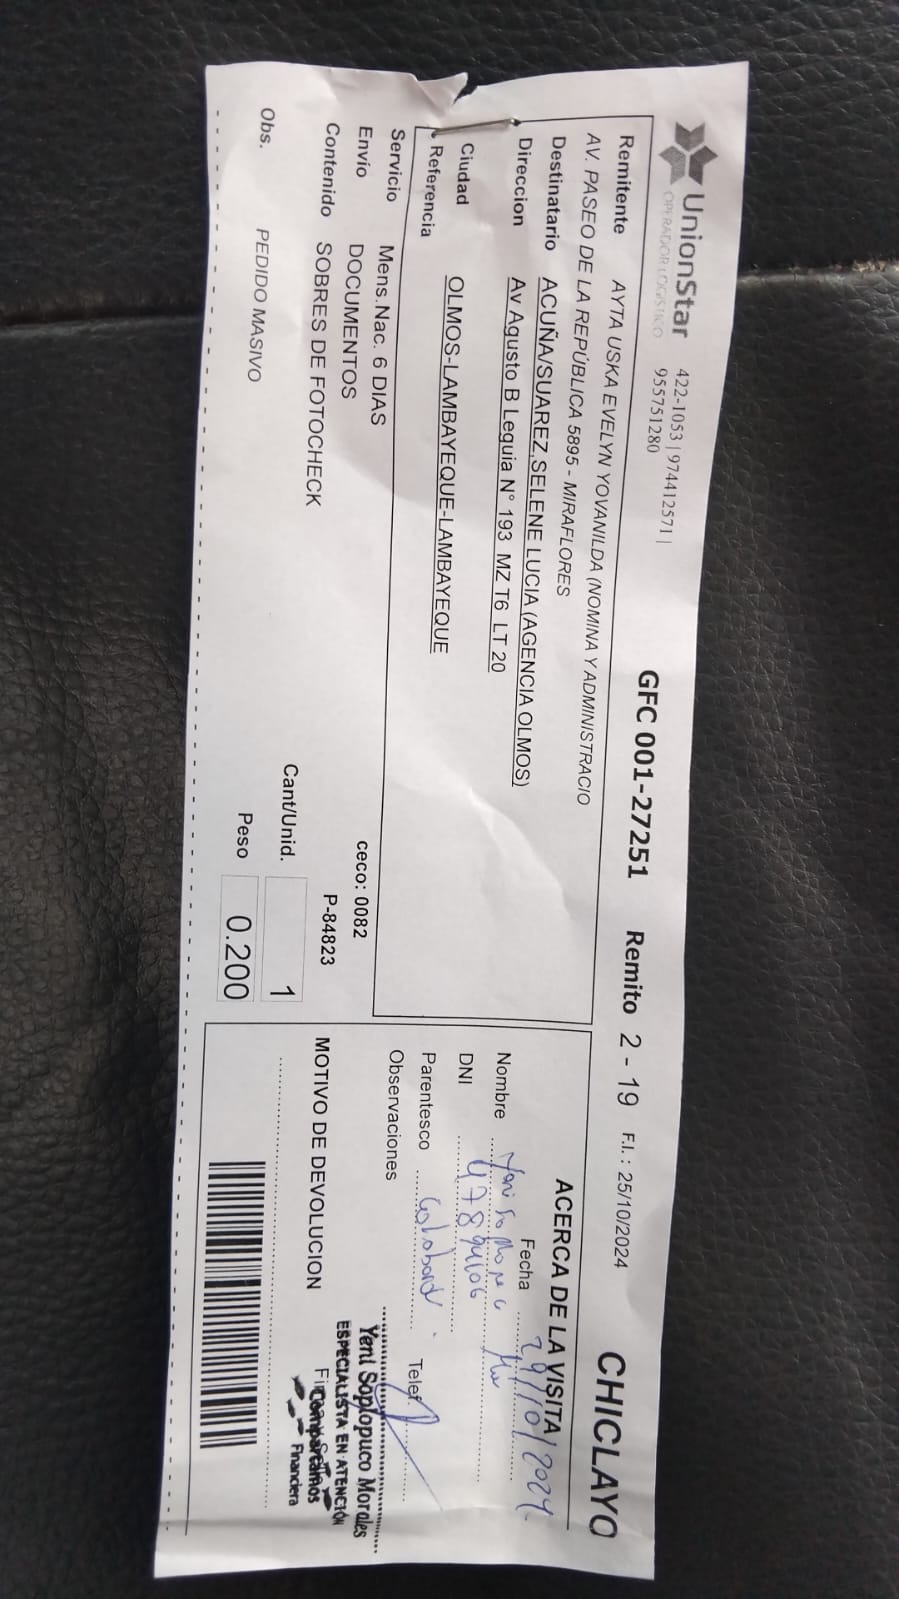 UnionStar
OPERADOR LOGISTICO
422-1053 | 974412571 |
955751280
GFC 001-27251 Remito 2 - 19 F.I.: 25/10/2024 CHICLAYO
Remitente AYTA USKA EVELYN YOVANILDA (NOMINA Y ADMINISTRACIO
AV. PASEO DE LA REPÚBLICA 5895 - MIRAFLORES
Destinatario ACUÑA/SUAREZ,SELENE LUCIA (AGENCIA OLMOS)
Direccion Av Agusto B Leguia N° 193 MZ T6 LT 20
Ciudad OLMOS-LAMBAYEQUE-LAMBAYEQUE
Referencia
Servicio Mens.Nac. 6 DIAS
Envio DOCUMENTOS
Contenido SOBRES DE FOTOCHECK
Obs. PEDIDO MASIVO
ceco: 0082
P-84823
Cant/Unid. 1
Peso 0.200
ACERCA DE LA VISITA
Fecha 29/10/2024.
Nombre
DNI
Parentesco Telef.
Observaciones
MOTIVO DE DEVOLUCION
Yeni Soplopuco Morales
ESPECIALISTA EN ATENCIÓN
Compartamos
Financiera